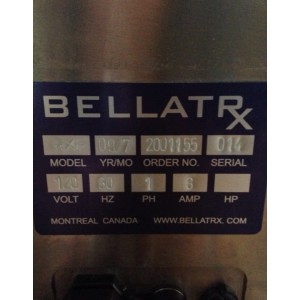 BELLATRx
20J1155 014
MODEL YR/MO ORDER NO. SERIAL
120 60 1 6
VOLT HZ PH AMP HP
MONTREAL CANADA WWW.BELLATRX.COM